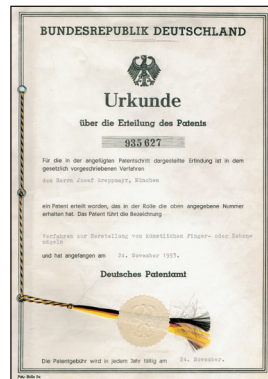 BUNDESREPUBLIK DEUTSCHLAND
Urkunde
über die Erteilung des Patents
935 627
Für die in der angefügten Patentschrift dargestellte Erfindung ist in dem
gesetzlich vorgeschriebenen Verfahren
dem Herrn Josef Greppmayr, München
ein Patent erteilt worden, das in der Rolle die oben angegebene Nummer
erhalten hat. Das Patent führt die Bezeichnung
Verfahren zur Herstellung von künstlichen Finger- oder Zehen-
nägeln
und hat angefangen am 24. November 1953.
Deutsches Patentamt
Die Patentgebühr wird in jedem Jahr fällig am 24. November.